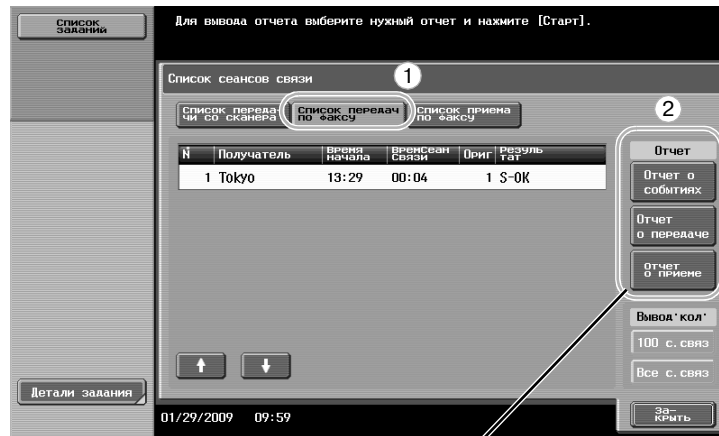 Список
заданий
Для вывода отчета выберите нужный отчет и нажмите [Старт].
Список сеансов связи
1
Список переда-
чи со сканера
Список передач
по факсу
Список приема
по факсу
2
N Получатель Время начала ВремСеан Связи Ориг Резуль тат
1 Tokyo 13:29 00:04 1 S-OK
Отчет
Отчет о
событиях
Отчет
о передаче
Отчет
о приеме
Вывод'кол'
100 с.связ
Все с.связ
Детали задания
01/29/2009 09:59
За-
крыть